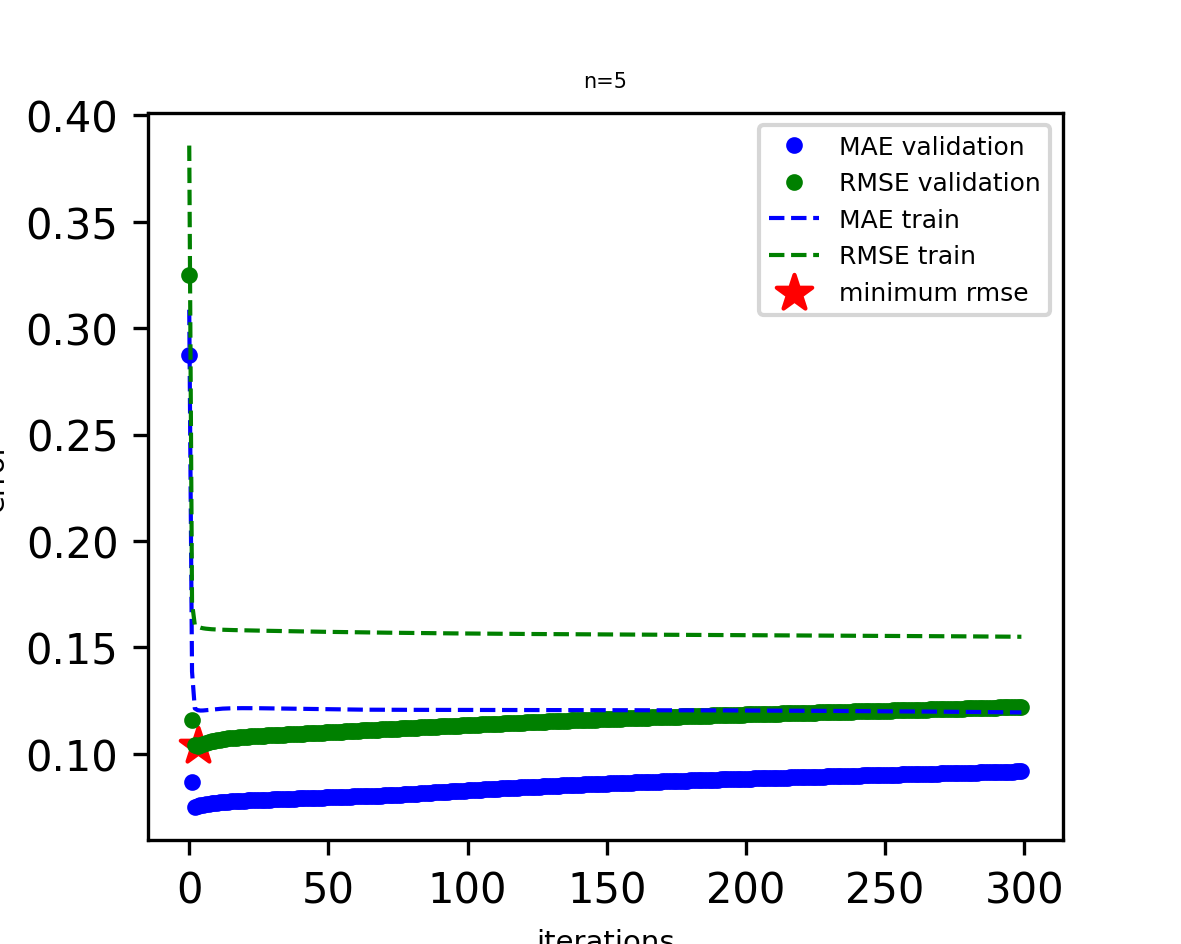 n=5
0.40
0.35
0.30
0.25
0.20
0.15
0.10
MAE validation
RMSE validation
MAE train
RMSE train
minimum rmse
0 50 100 150 200 250 300
iterations